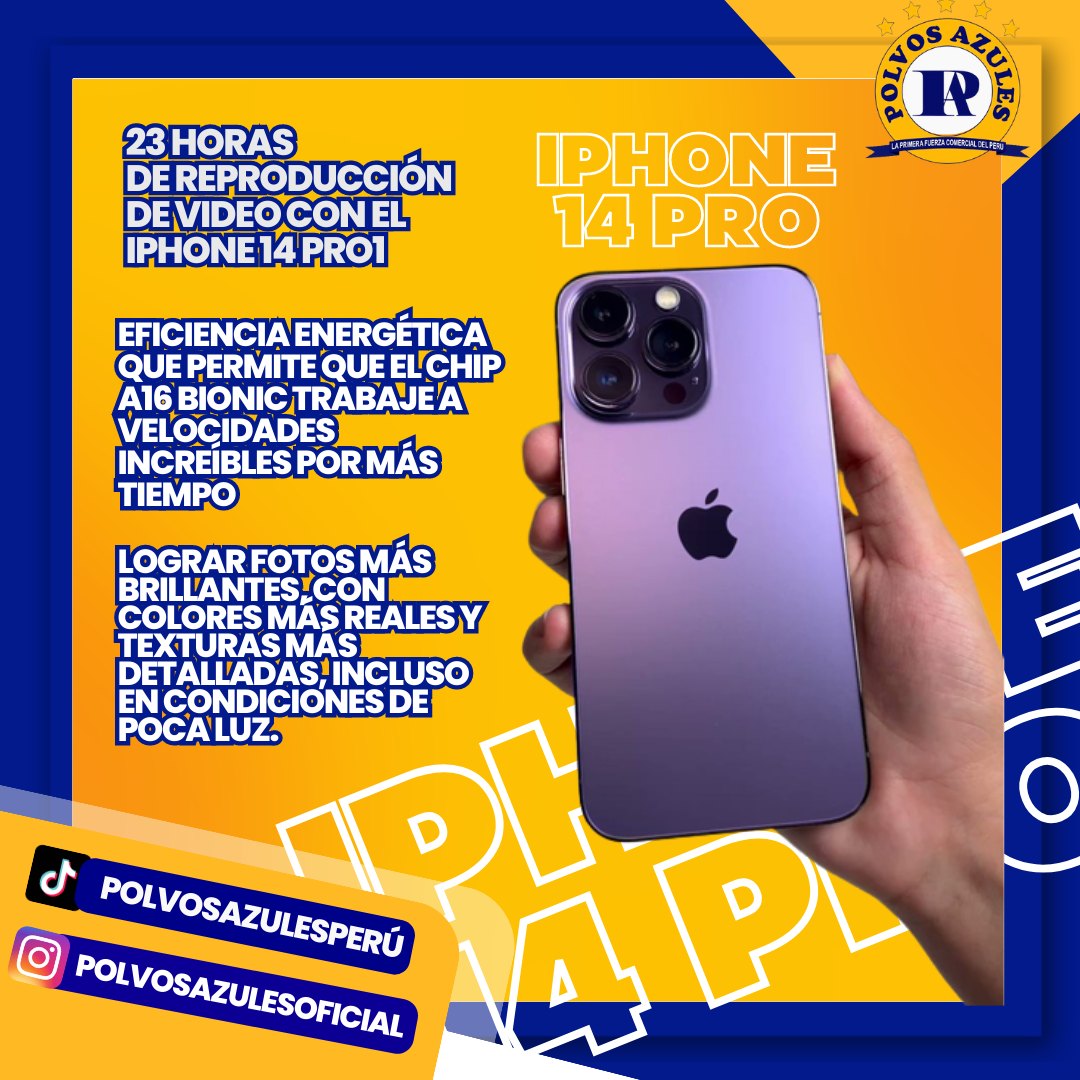 POLVOS AZULES
PA
LA PRIMERA FUERZA COMERCIAL DEL PERÚ
23 HORAS
DE REPRODUCCIÓN
DE VIDEO CON EL
IPHONE 14 PRO1
IPHONE
14 PRO
EFICIENCIA ENERGÉTICA
QUE PERMITE QUE EL CHIP
A16 BIONIC TRABAJE A
VELOCIDADES
INCREÍBLES POR MÁS
TIEMPO
LOGRAR FOTOS MÁS
BRILLANTES, CON
COLORES MÁS REALES Y
TEXTURAS MÁS
DETALLADAS, INCLUSO
EN CONDICIONES DE
POCA LUZ.
POLVOSAZULESPERÚ
POLVOSAZULESOFICIAL